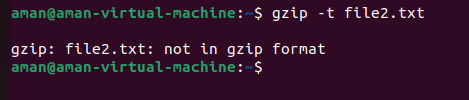 aman@aman-virtual-machine:~$ gzip -t file2.txt
gzip: file2.txt: not in gzip format
aman@aman-virtual-machine:~$